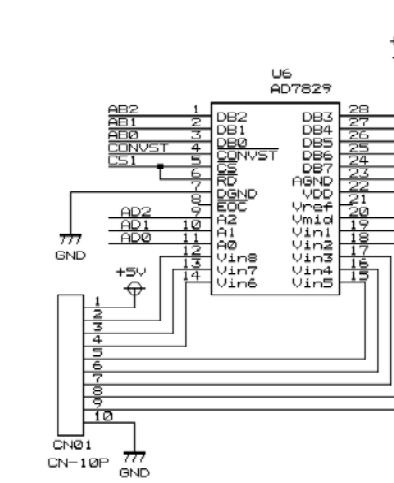 U6
AD7829
AB2 1 DB2 DB3 28
AB1 2 DB1 DB4 27
AB0 3 DB0 DB5 26
CONVST 4 CONVST DB6 25
CS1 5 CS DB7 24
6 RD AGND 23
7 DGND VDD 22
8 EOC Vref 21
AD2 9 A2 Vmid 20
AD1 10 A1 Vin1 19
AD0 11 A0 Vin2 18
12 Vin8 Vin3 17
13 Vin7 Vin4 16
14 Vin6 Vin5 15
GND
+5V
1
2
3
4
5
6
7
8
9
10
CN01
CN-10P
GND